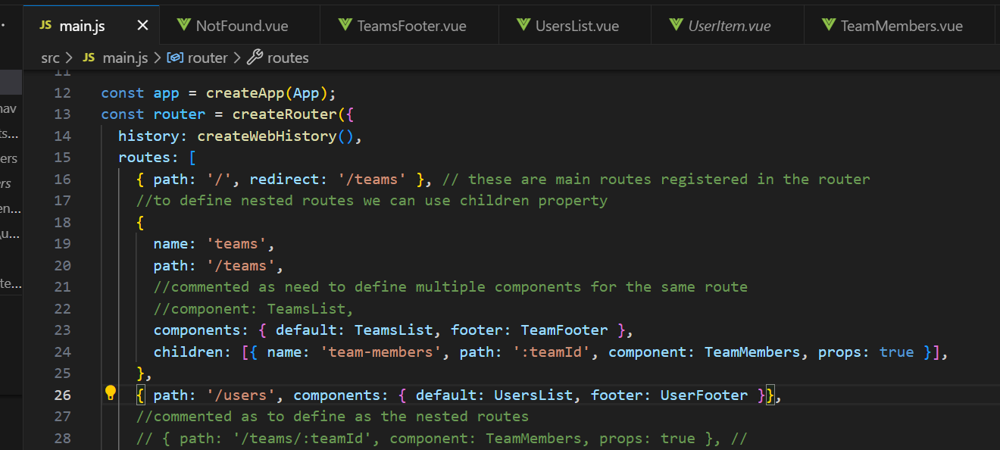 JS main.js × NotFound.vue TeamsFooter.vue UsersList.vue UserItem.vue TeamMembers.vue
src > JS main.js > router > routes
11
12 const app = createApp(App);
13 const router = createRouter({
nav
14 history: createWebHistory(),
ts...
15 routes: [
ers
16 { path: '/', redirect: '/teams' }, // these are main routes registered in the router
ers
17 //to define nested routes we can use children property
en...
18 {
\u...
19 name: 'teams',
20 path: '/teams',
te...
21 //commented as need to define multiple components for the same route
22 //component: TeamsList,
23 components: { default: TeamsList, footer: TeamFooter },
24 children: [{ name: 'team-members', path: ':teamId', component: TeamMembers, props: true }],
25 },
26 { path: '/users', components: { default: UsersList, footer: UserFooter }},
27 //commented as to define as the nested routes
28 // { path: '/teams/:teamId', component: TeamMembers, props: true }, //